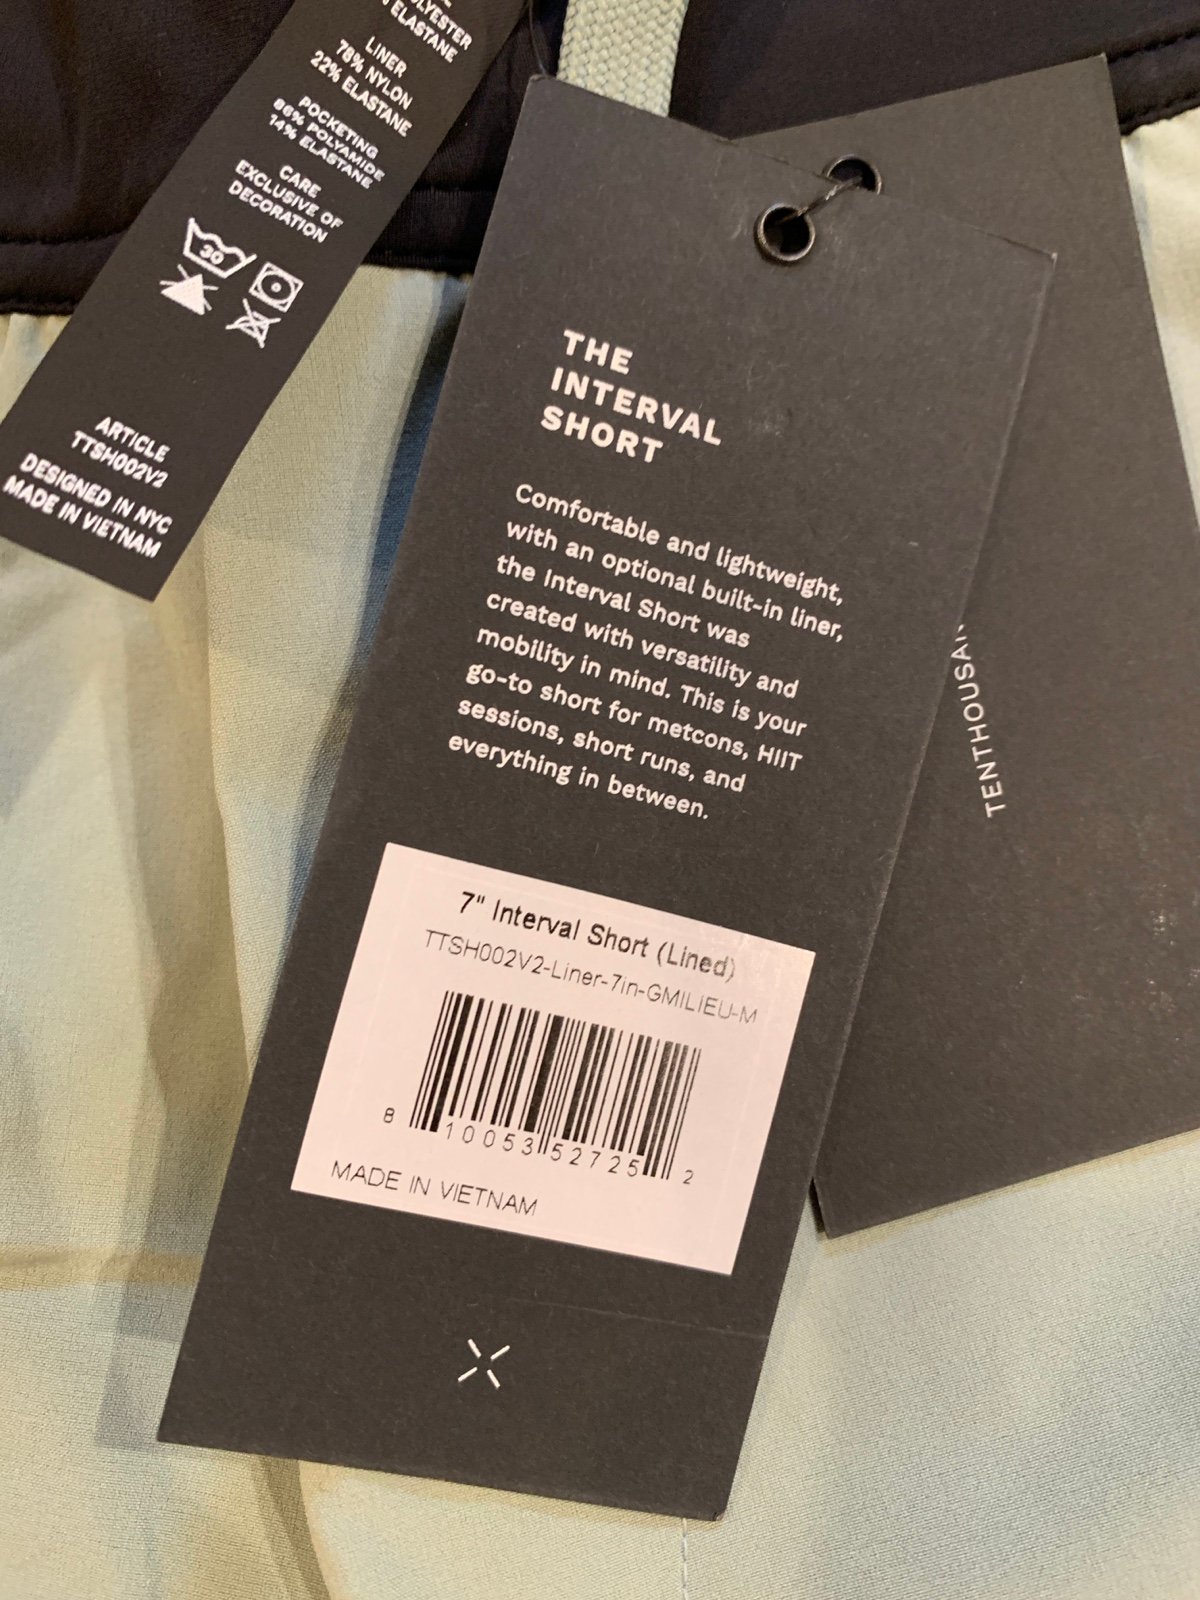 ELASTANE
LINER
78% NYLON
22% ELASTANE
POCKETING
86% POLYAMIDE
14% ELASTANE
CARE
EXCLUSIVE OF
DECORATION
30
ARTICLE
TTSH002V2
DESIGNED IN NYC
MADE IN VIETNAM
THE
INTERVAL
SHORT
Comfortable and lightweight,
with an optional built-in liner,
the Interval Short was
created with versatility and
mobility in mind. This is your
go-to short for metcons, HIIT
sessions, short runs, and
everything in between.
7" Interval Short (Lined)
TTSH002V2-Liner-7in-GMILIEU-M
8 10053 52725 2
MADE IN VIETNAM
TENTHOUSAN